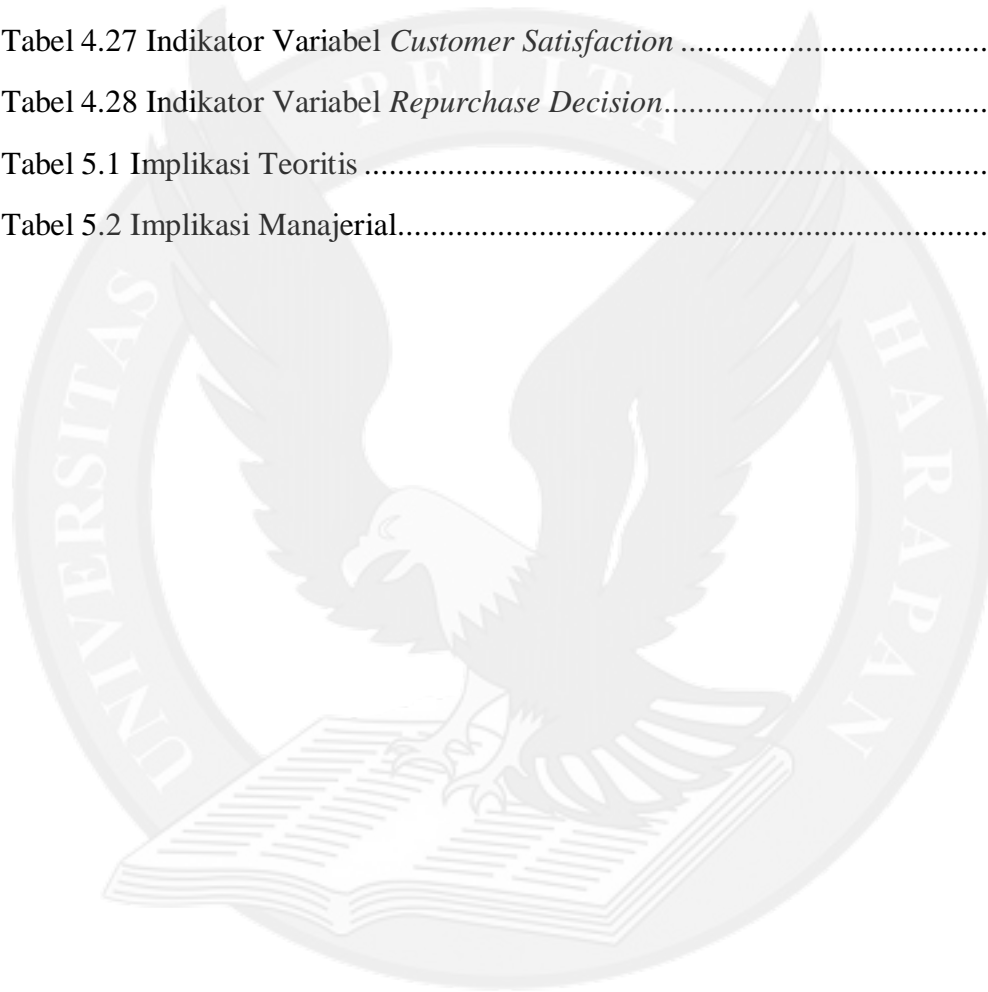 Tabel 4.27 Indikator Variabel Customer Satisfaction .....................................
Tabel 4.28 Indikator Variabel Repurchase Decision.......................................
Tabel 5.1 Implikasi Teoritis ...........................................................................
Tabel 5.2 Implikasi Manajerial.......................................................................
UNIVERSITAS
PELITA
HARAPAN